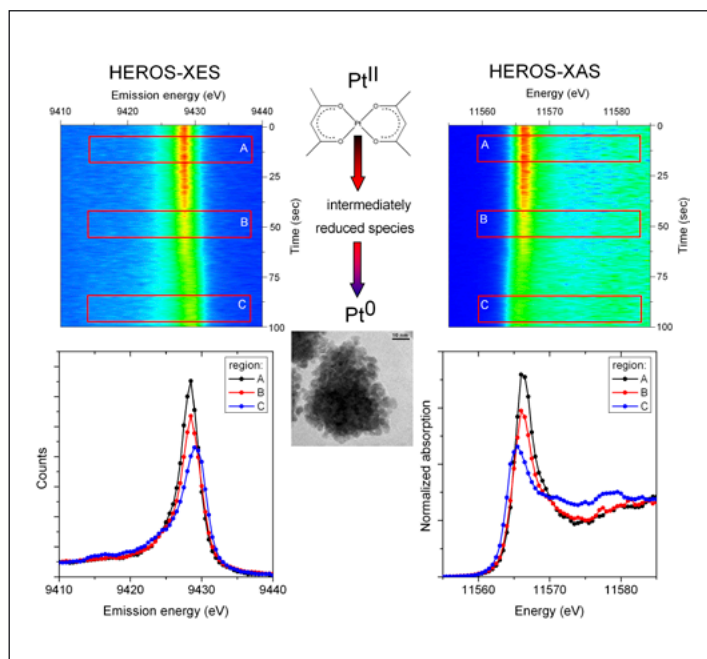 HEROS-XES
Emission energy (eV)
9410 9420 9430 9440
A
B
C
0
25
50
75
100
Time (sec)
Pt^II
O O
Pt
O O
intermediately
reduced species
Pt^0
HEROS-XAS
Energy (eV)
11560 11570 11580
A
B
C
0
25
50
75
100
Time (sec)
Counts
region:
A
B
C
9410 9420 9430 9440
Emission energy (eV)
Normalized absorption
region:
A
B
C
11560 11570 11580
Energy (eV)